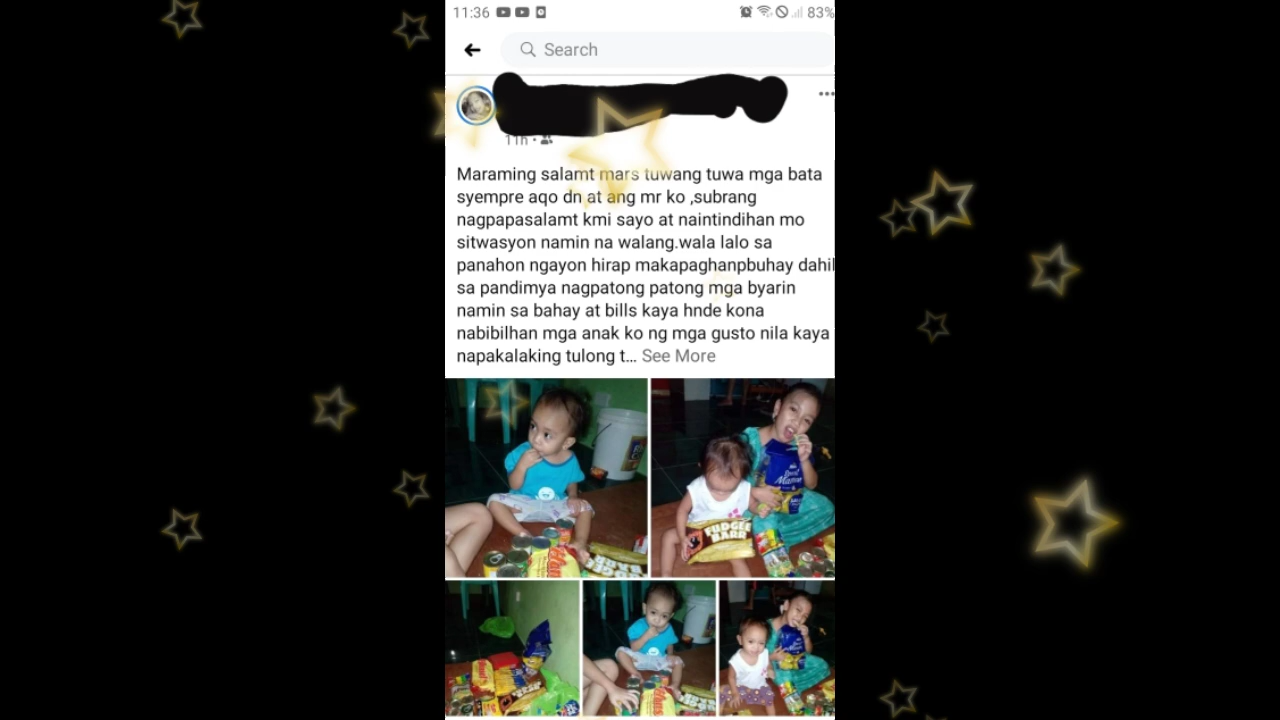 11:36
83%
Search
11h
Maraming salamt mars tuwang tuwa mga bata
syempre aqo dn at ang mr ko ,subrang
nagpapasalamt kmi sayo at naintindihan mo
sitwasyon namin na walang.wala lalo sa
panahon ngayon hirap makapaghanpbuhay dahil
sa pandimya nagpatong patong mga byarin
namin sa bahay at bills kaya hnde kona
nabibilhan mga anak ko ng mga gusto nila kaya
napakalaking tulong t... See More
FUDGEE
BARR